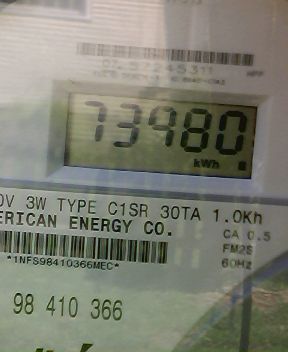 73980
kWh
0V 3W TYPE C1SR 30TA 1.0Kh
ERICAN ENERGY CO.
CA 0.5
FM2S
60Hz
*1NFS98410366MEC*
98 410 366